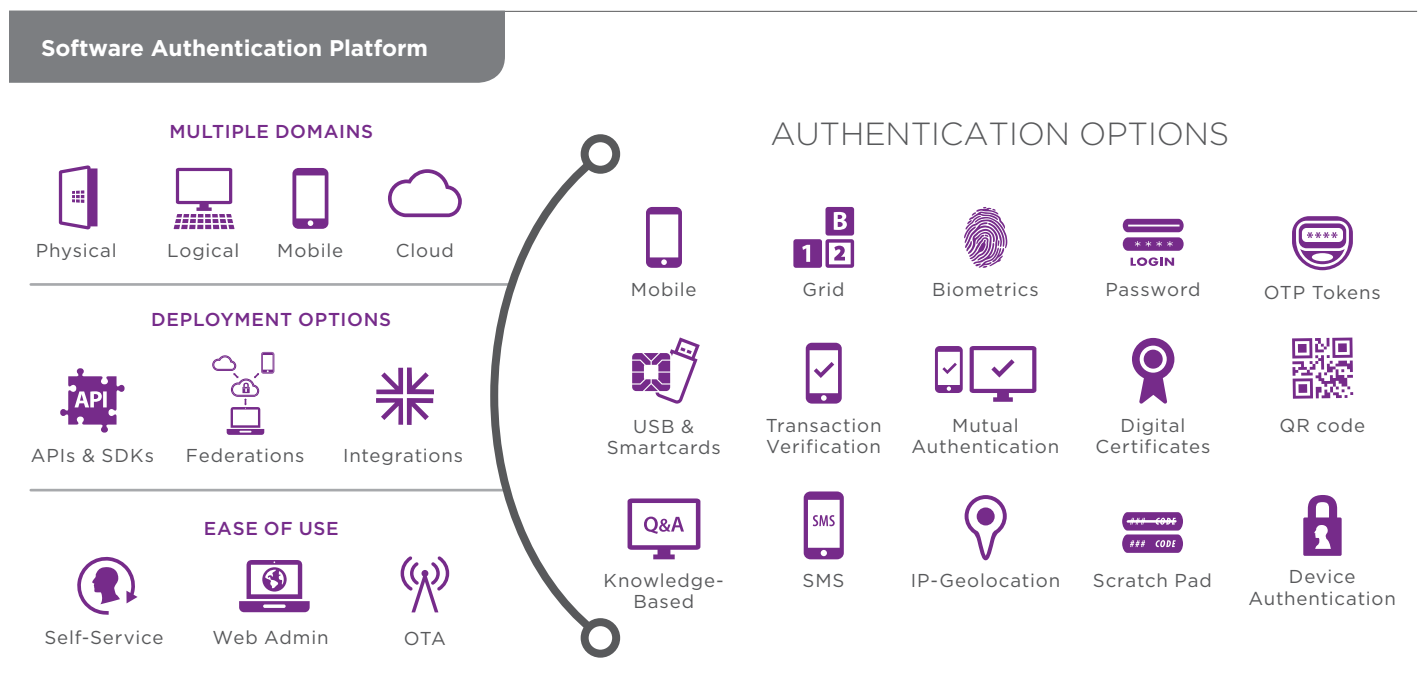 Software Authentication Platform
MULTIPLE DOMAINS
Physical
Logical
Mobile
Cloud
DEPLOYMENT OPTIONS
API
APIs & SDKs
Federations
Integrations
EASE OF USE
Self-Service
Web Admin
OTA
AUTHENTICATION OPTIONS
Mobile
B
1 2
Grid
Biometrics
* * * *
LOGIN
Password
****
OTP Tokens
USB &
Smartcards
Transaction
Verification
Mutual
Authentication
Digital
Certificates
QR code
Q&A
Knowledge-
Based
SMS
SMS
IP-Geolocation
### CODE
### CODE
Scratch Pad
Device
Authentication